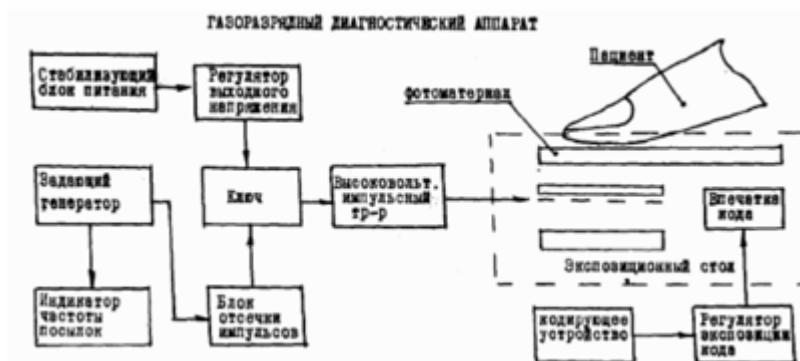 ГАЗОРАЗРЯДНЫЙ ДИАГНОСТИЧЕСКИЙ АППАРАТ
Стабилизующий
блок питания
Регулятор
выходного
напряжения
Пациент
фотоматериал
Задающий
генератор
Ключ
Высоковольт.
импульсный
тр-р
Впечатка
кода
Экспозиционный стол
Индикатор
частоты
посылок
Блок
отсечки
импульсов
кодирующее
устройство
Регулятор
экспозиции
кода